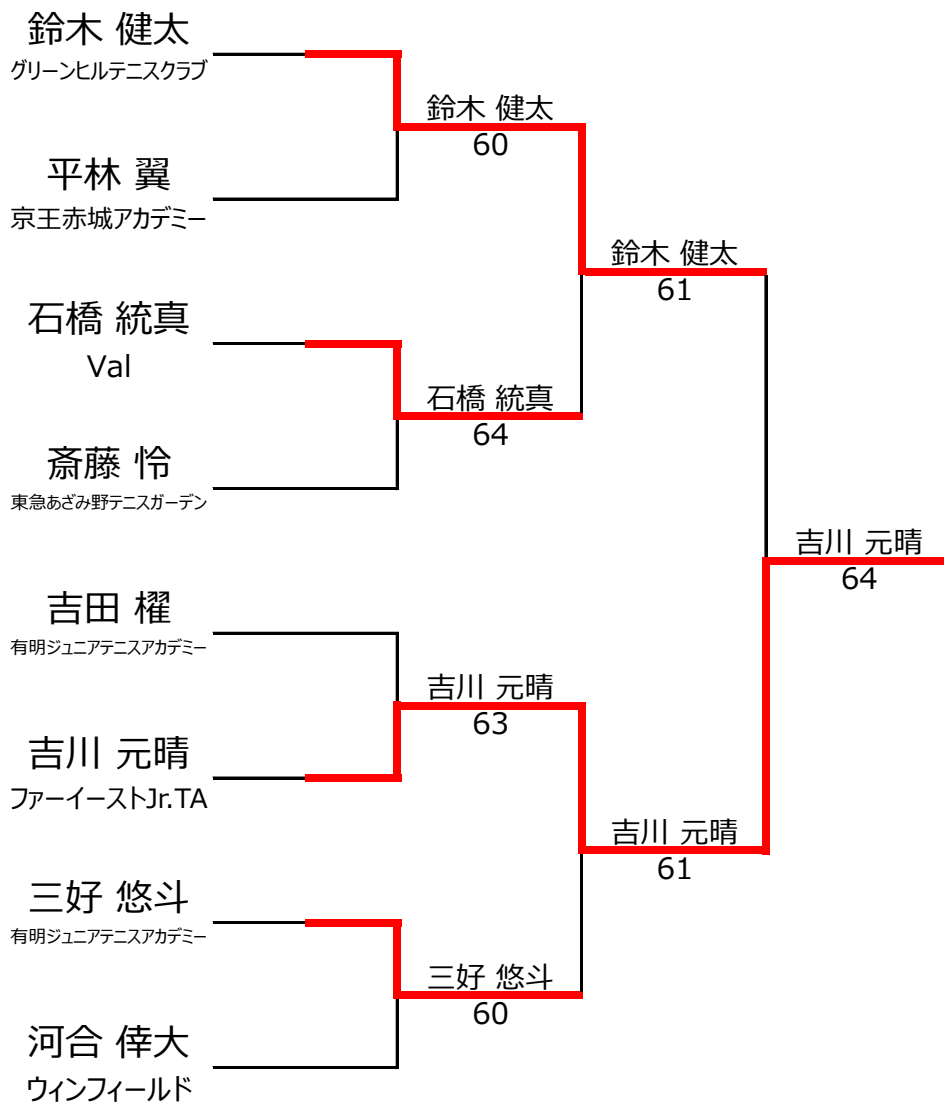 鈴木 健太
グリーンヒルテニスクラブ
鈴木 健太
60
平林 翼
京王赤城アカデミー
鈴木 健太
61
石橋 統真
Val
石橋 統真
64
斎藤 怜
東急あざみ野テニスガーデン
吉川 元晴
64
吉田 櫂
有明ジュニアテニスアカデミー
吉川 元晴
63
吉川 元晴
ファーイーストJr.TA
吉川 元晴
61
三好 悠斗
有明ジュニアテニスアカデミー
三好 悠斗
60
河合 倖大
ウィンフィールド